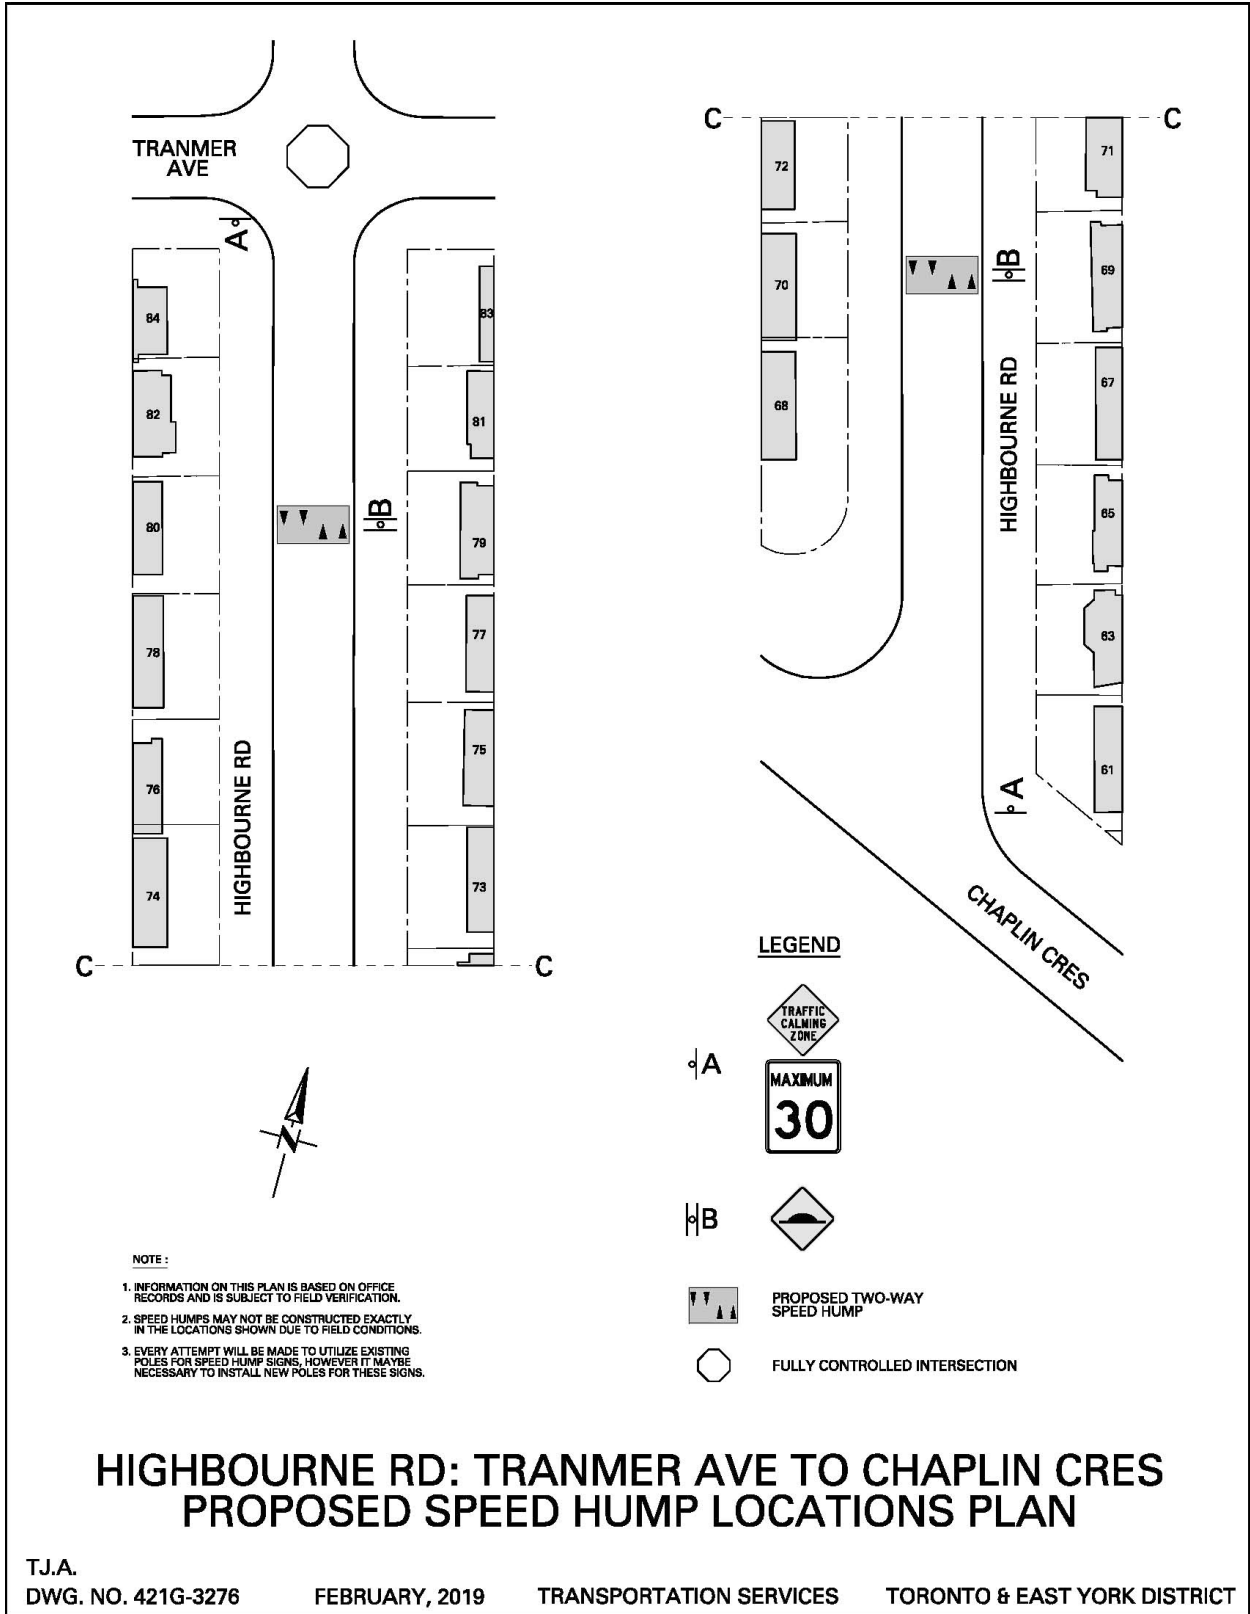 TRANMER
AVE
A
84
83
82
81
80
B
79
78
77
76
75
HIGHBOURNE RD
74
73
C
C
C
C
72
71
70
B
69
68
67
HIGHBOURNE RD
65
63
61
A
CHAPLIN CRES
LEGEND
A
TRAFFIC
CALMING
ZONE
MAXIMUM
30
B
PROPOSED TWO-WAY
SPEED HUMP
FULLY CONTROLLED INTERSECTION
N
NOTE :
1. INFORMATION ON THIS PLAN IS BASED ON OFFICE
RECORDS AND IS SUBJECT TO FIELD VERIFICATION.
2. SPEED HUMPS MAY NOT BE CONSTRUCTED EXACTLY
IN THE LOCATIONS SHOWN DUE TO FIELD CONDITIONS.
3. EVERY ATTEMPT WILL BE MADE TO UTILIZE EXISTING
POLES FOR SPEED HUMP SIGNS, HOWEVER IT MAYBE
NECESSARY TO INSTALL NEW POLES FOR THESE SIGNS.
HIGHBOURNE RD: TRANMER AVE TO CHAPLIN CRES
PROPOSED SPEED HUMP LOCATIONS PLAN
TJ.A.
DWG. NO. 421G-3276 FEBRUARY, 2019 TRANSPORTATION SERVICES TORONTO & EAST YORK DISTRICT